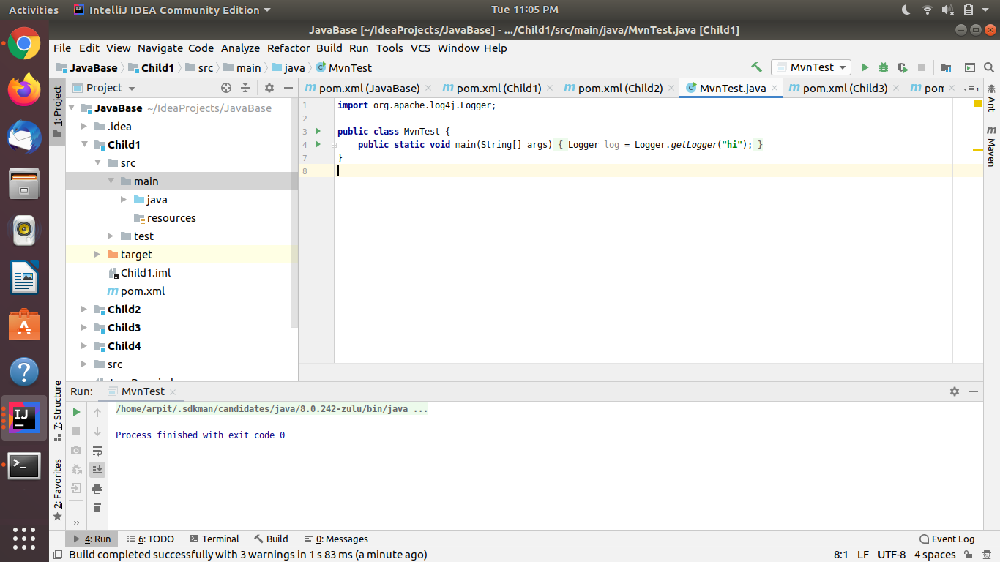 Activities IntelliJ IDEA Community Edition Tue 11:05 PM
JavaBase [~/IdeaProjects/JavaBase] - .../Child1/src/main/java/MvnTest.java [Child1]
File Edit View Navigate Code Analyze Refactor Build Run Tools VCS Window Help
JavaBase Child1 src main java MvnTest MvnTest
Project
pom.xml (JavaBase) pom.xml (Child1) pom.xml (Child2) MvnTest.java pom.xml (Child3) pom
1: Project
JavaBase ~/IdeaProjects/JavaBase
.idea
Child1
src
main
java
resources
test
target
Child1.iml
pom.xml
Child2
Child3
Child4
src
1 import org.apache.log4j.Logger;
2
3 public class MvnTest {
4 public static void main(String[] args) { Logger log = Logger.getLogger("hi"); }
7 }
8
Ant
Maven
7: Structure
2: Favorites
Run: MvnTest
/home/arpit/.sdkman/candidates/java/8.0.242-zulu/bin/java ...
Process finished with exit code 0
4: Run 6: TODO Terminal Build 0: Messages Event Log
Build completed successfully with 3 warnings in 1 s 83 ms (a minute ago) 8:1 LF UTF-8 4 spaces